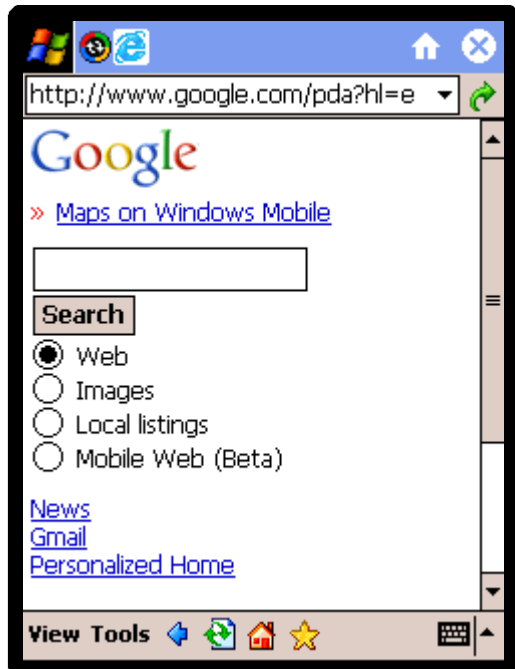 http://www.google.com/pda?hl=e
Google
» Maps on Windows Mobile
Search
Web
Images
Local listings
Mobile Web (Beta)
News
Gmail
Personalized Home
View Tools